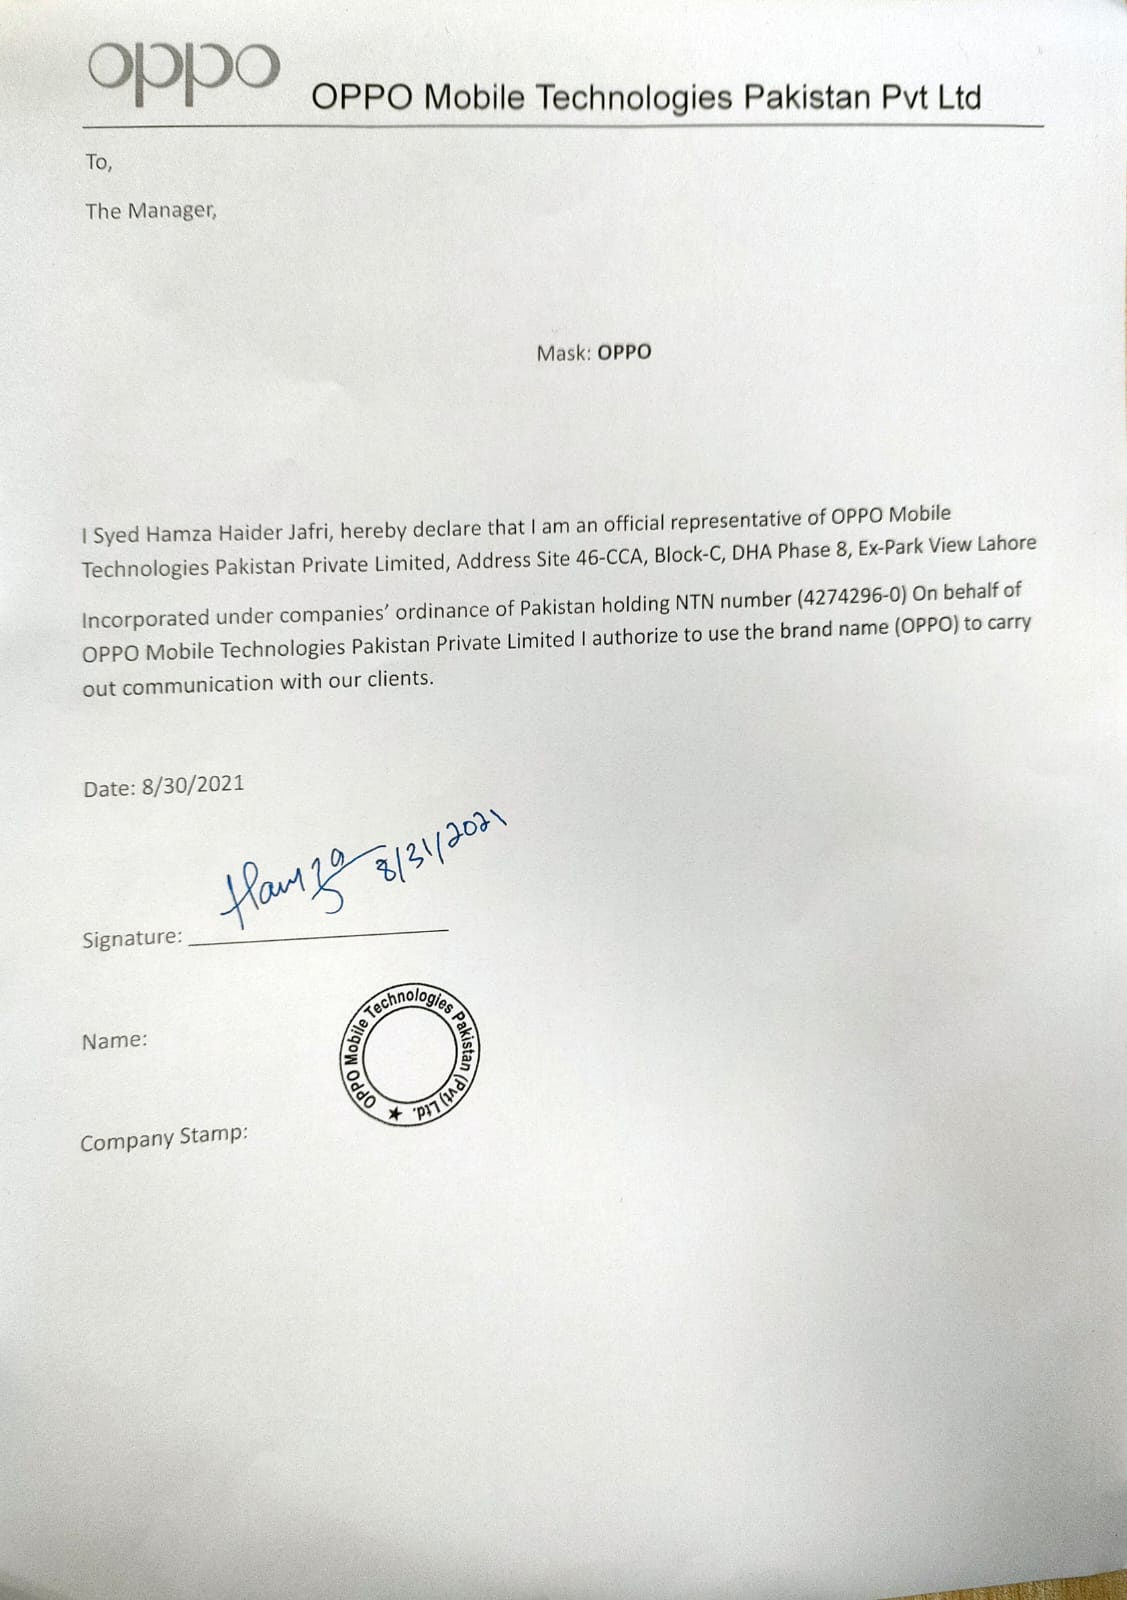 oppo
OPPO Mobile Technologies Pakistan Pvt Ltd
To,
The Manager,
Mask: OPPO
I Syed Hamza Haider Jafri, hereby declare that I am an official representative of OPPO Mobile
Technologies Pakistan Private Limited, Address Site 46-CCA, Block-C, DHA Phase 8, Ex-Park View Lahore
Incorporated under companies’ ordinance of Pakistan holding NTN number (4274296-0) On behalf of
OPPO Mobile Technologies Pakistan Private Limited I authorize to use the brand name (OPPO) to carry
out communication with our clients.
Date: 8/30/2021
Hamza 8/31/2021
Signature:
Name:
OPPO Mobile Technologies Pakistan (Pvt) Ltd. ★
Company Stamp: